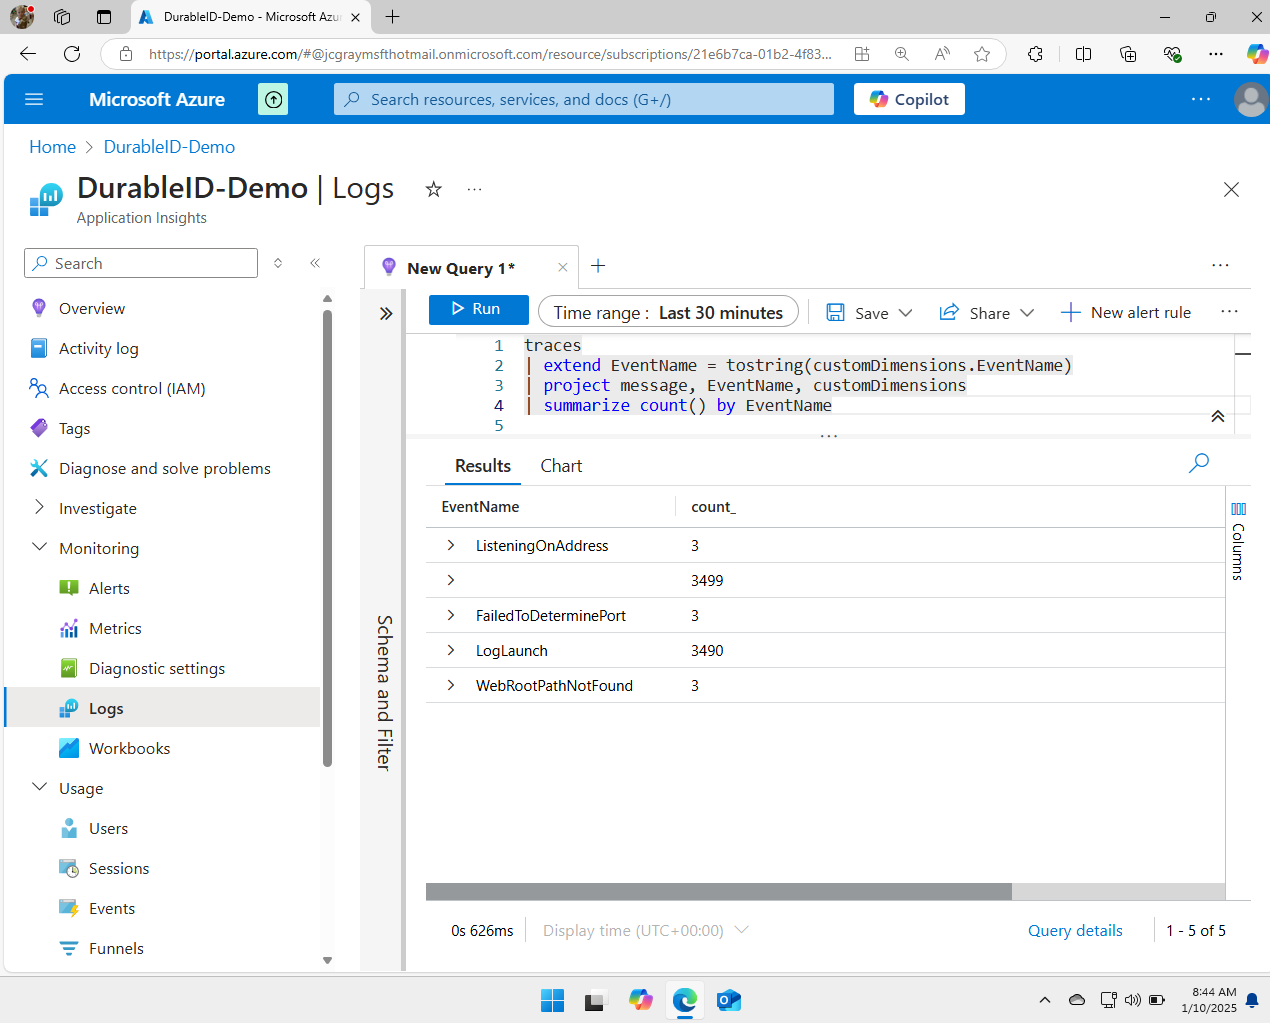 DurableID-Demo - Microsoft Azu
https://portal.azure.com/#@jcgraymsfthotmail.onmicrosoft.com/resource/subscriptions/21e6b7ca-01b2-4f83...
Microsoft Azure
Search resources, services, and docs (G+/)
Copilot
Home > DurableID-Demo
DurableID-Demo | Logs
Application Insights
Search
Overview
Activity log
Access control (IAM)
Tags
Diagnose and solve problems
Investigate
Monitoring
Alerts
Metrics
Diagnostic settings
Logs
Workbooks
Usage
Users
Sessions
Events
Funnels
New Query 1*
Run
Time range : Last 30 minutes
Save
Share
New alert rule
1 traces
2 | extend EventName = tostring(customDimensions.EventName)
3 | project message, EventName, customDimensions
4 | summarize count() by EventName
5
Schema and Filter
Results
Chart
EventName count_
ListeningOnAddress 3
3499
FailedToDeterminePort 3
LogLaunch 3490
WebRootPathNotFound 3
Columns
0s 626ms
Display time (UTC+00:00)
Query details
1 - 5 of 5
8:44 AM
1/10/2025